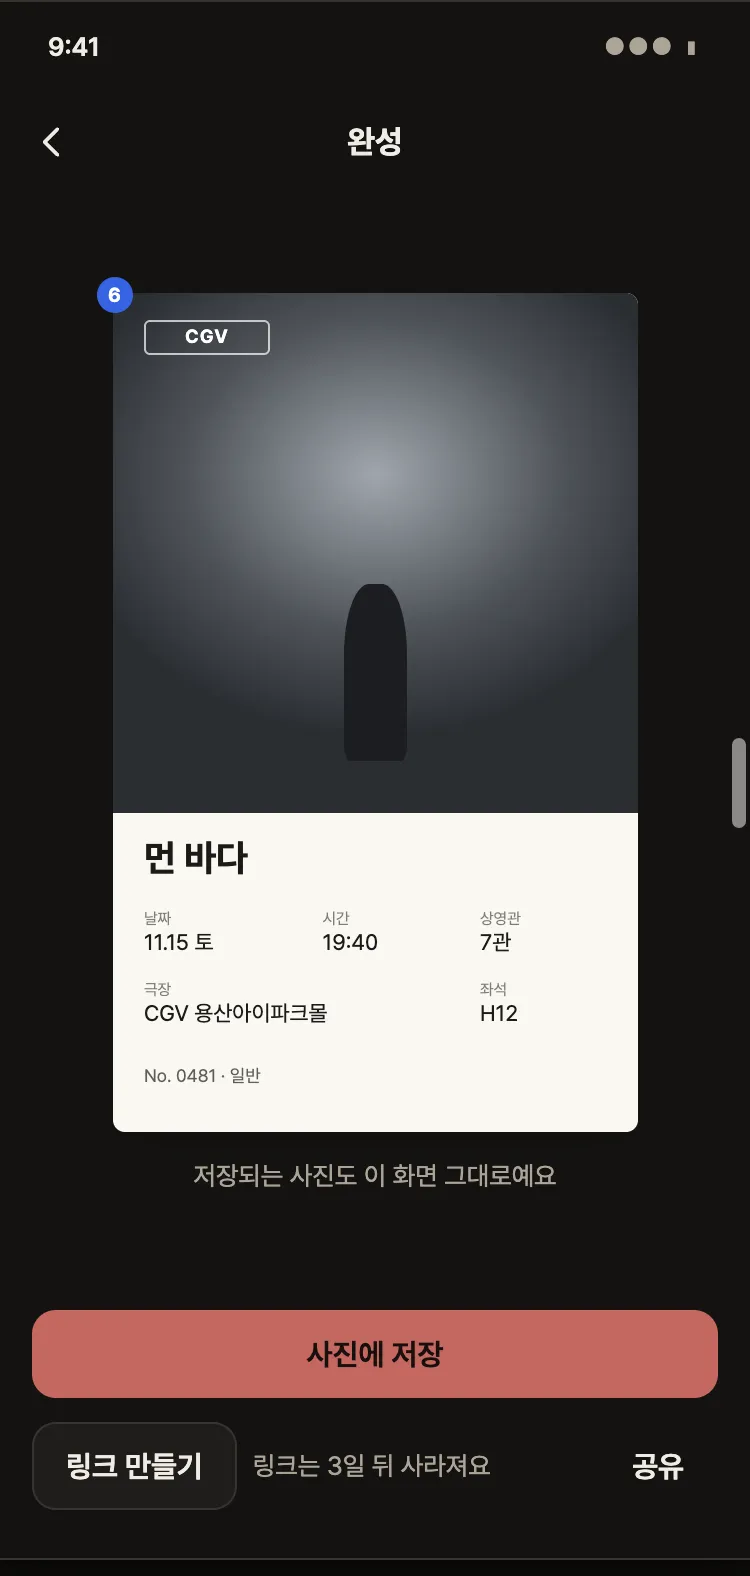 9:41
완성
6
CGV
먼 바다
날짜 시간 상영관
11.15 토 19:40 7관
극장 좌석
CGV 용산아이파크몰 H12
No. 0481 · 일반
저장되는 사진도 이 화면 그대로예요
사진에 저장
링크 만들기 링크는 3일 뒤 사라져요 공유